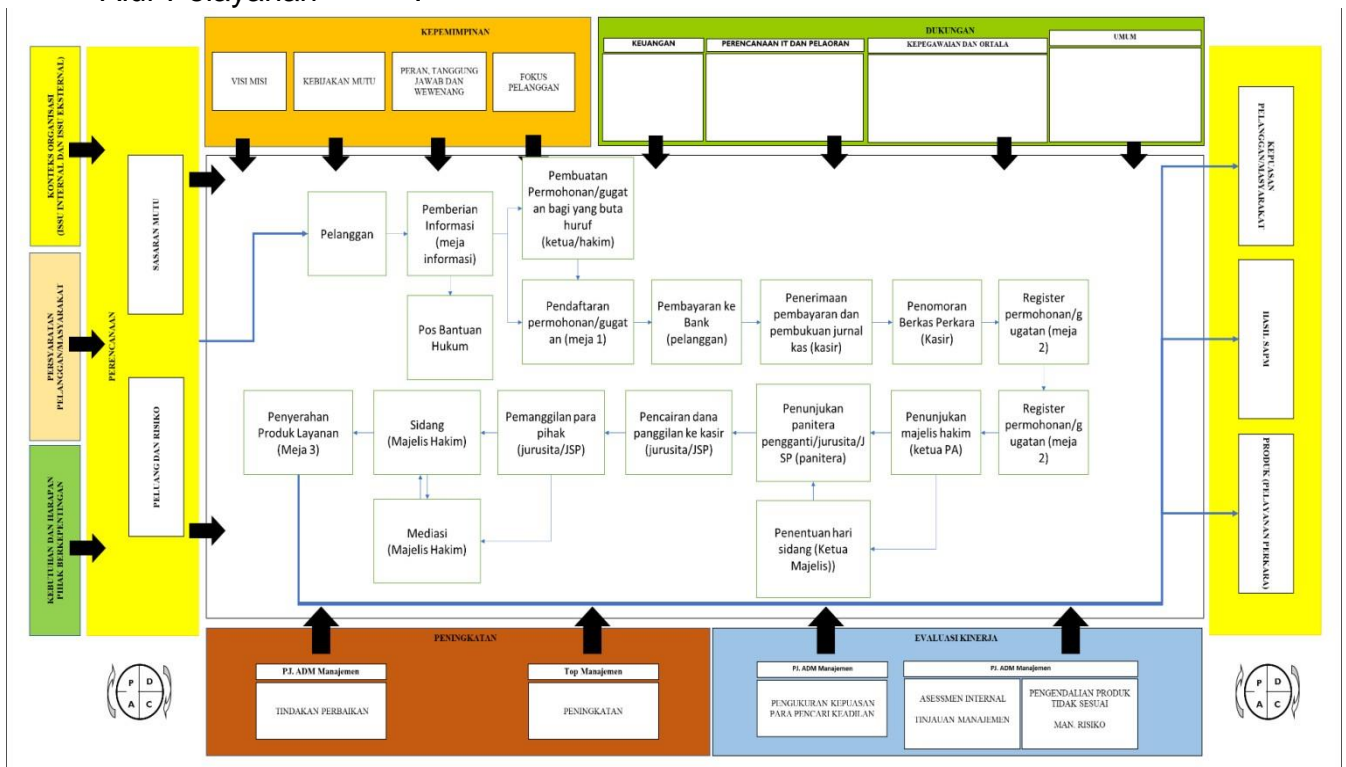 Alur Pelayanan
KEPEMIMPINAN
VISI MISI
KEBIJAKAN MUTU
PERAN, TANGGUNG
JAWAB DAN
WEWENANG
FOKUS
PELANGGAN
DUKUNGAN
KEUANGAN
PERENCANAAN IT DAN PELAORAN
KEPEGAWAIAN DAN ORTALA
UMUM
KONTEKS ORGANISASI
(ISSU INTERNAL DAN ISSU EKSTERNAL)
PERSYARATAN
PELANGGAN/MASYARAKAT
KEBUTUHAN DAN HARAPAN
PIHAK BERKEPENTINGAN
PERENCANAAN
SASARAN MUTU
PELUANG DAN RISIKO
Pelanggan
Pemberian
Informasi
(meja
informasi)
Pos Bantuan
Hukum
Pembuatan
Permohonan/gugat
an bagi yang buta
huruf
(ketua/hakim)
Pendaftaran
permohonan/gugat
an (meja 1)
Pembayaran ke
Bank
(pelanggan)
Penerimaan
pembayaran dan
pembukuan jurnal
kas (kasir)
Penomoran
Berkas Perkara
(Kasir)
Register
permohonan/g
ugatan (meja
2)
Register
permohonan/g
ugatan (meja
2)
Penunjukan
majelis hakim
(ketua PA)
Penentuan hari
sidang (Ketua
Majelis))
Penunjukan
panitera
pengganti/jurusita/J
SP (panitera)
Pencairan dana
panggilan ke kasir
(jurusita/JSP)
Pemanggilan para
pihak
(jurusita/JSP)
Sidang
(Majelis Hakim)
Mediasi
(Majelis Hakim)
Penyerahan
Produk Layanan
(Meja 3)
KEPUASAN
PELANGGAN/MASYARAKAT
HASIL SAPM
PRODUK (PELAYANAN PERKARA)
PENINGKATAN
PJ. ADM Manajemen
TINDAKAN PERBAIKAN
Top Manajemen
PENINGKATAN
EVALUASI KINERJA
PJ. ADM Manajemen
PENGUKURAN KEPUASAN
PARA PENCARI KEADILAN
PJ. ADM Manajemen
ASESSMEN INTERNAL
TINJAUAN MANAJEMEN
PENGENDALIAN PRODUK
TIDAK SESUAI
MAN. RISIKO
P D
A C
P D
A C